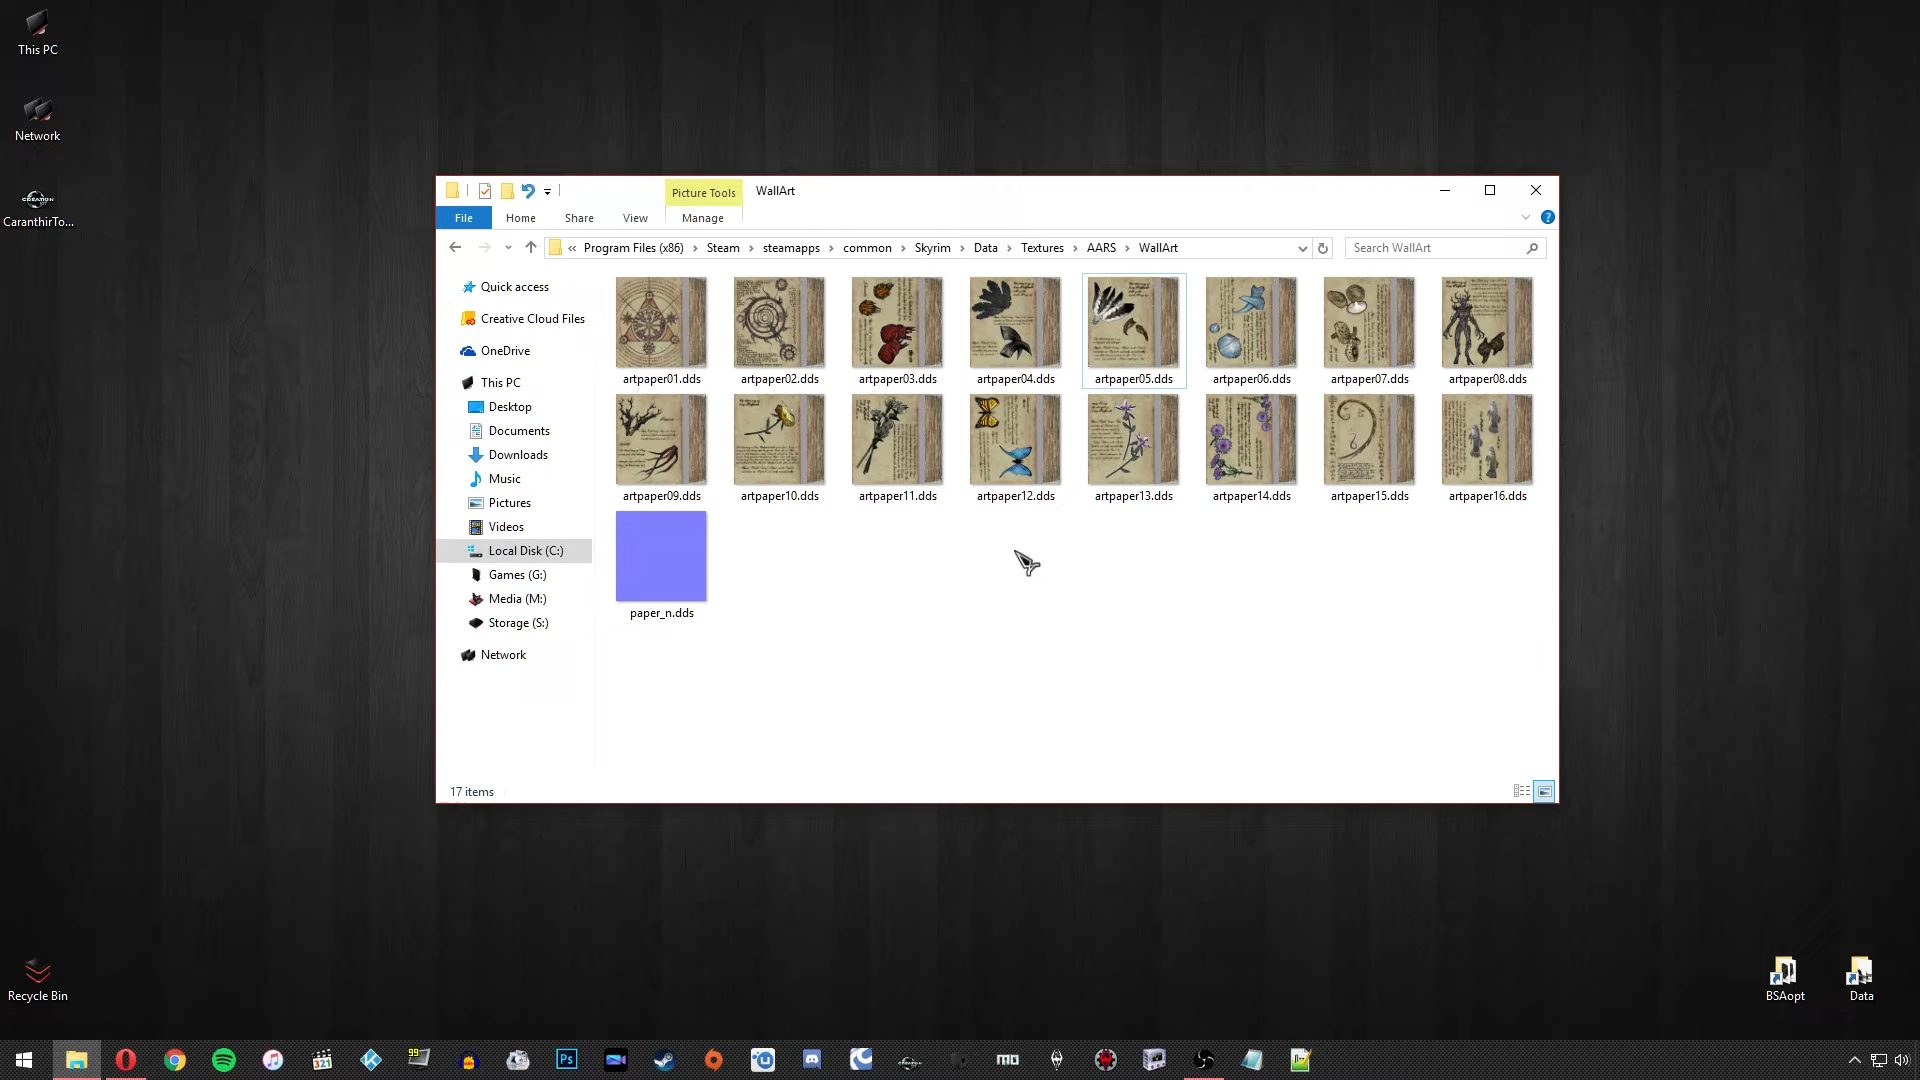 This PC
Network
CaranthirTo...
Picture Tools
WallArt
File
Home
Share
View
Manage
« Program Files (x86) > Steam > steamapps > common > Skyrim > Data > Textures > AARS > WallArt
Search WallArt
Quick access
Creative Cloud Files
OneDrive
This PC
Desktop
Documents
Downloads
Music
Pictures
Videos
Local Disk (C:)
Games (G:)
Media (M:)
Storage (S:)
Network
artpaper01.dds
artpaper02.dds
artpaper03.dds
artpaper04.dds
artpaper05.dds
artpaper06.dds
artpaper07.dds
artpaper08.dds
artpaper09.dds
artpaper10.dds
artpaper11.dds
artpaper12.dds
artpaper13.dds
artpaper14.dds
artpaper15.dds
artpaper16.dds
paper_n.dds
17 items
Recycle Bin
BSAopt
Data
321
99
Ps
MO